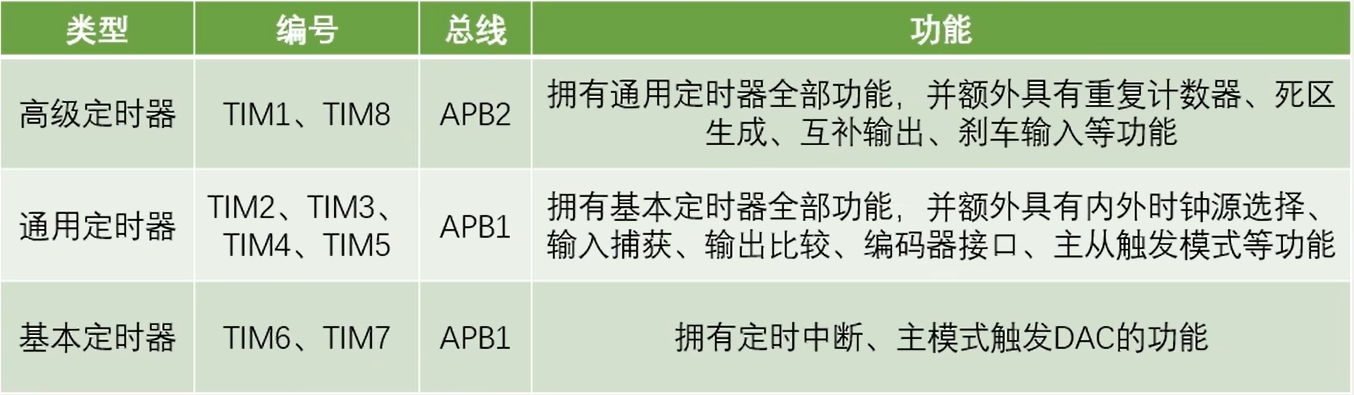 类型 编号 总线 功能
高级定时器 TIM1、TIM8 APB2 拥有通用定时器全部功能，并额外具有重复计数器、死区
生成、互补输出、刹车输入等功能
通用定时器 TIM2、TIM3、
TIM4、TIM5 APB1 拥有基本定时器全部功能，并额外具有内外时钟源选择、
输入捕获、输出比较、编码器接口、主从触发模式等功能
基本定时器 TIM6、TIM7 APB1 拥有定时中断、主模式触发DAC的功能